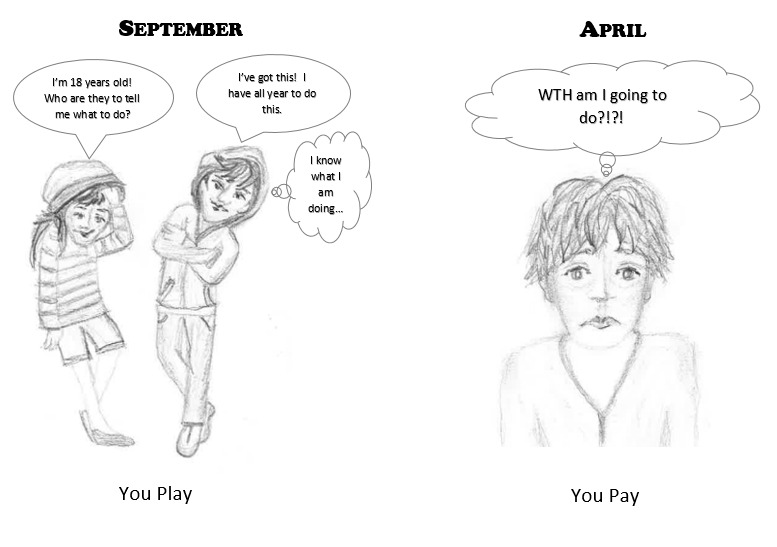 SEPTEMBER
I'm 18 years old!
Who are they to tell
me what to do?
I've got this!  I
have all year to do
this.
I know
what I
am
doing...
You Play
APRIL
WTH am I going to
do?!?!
You Pay